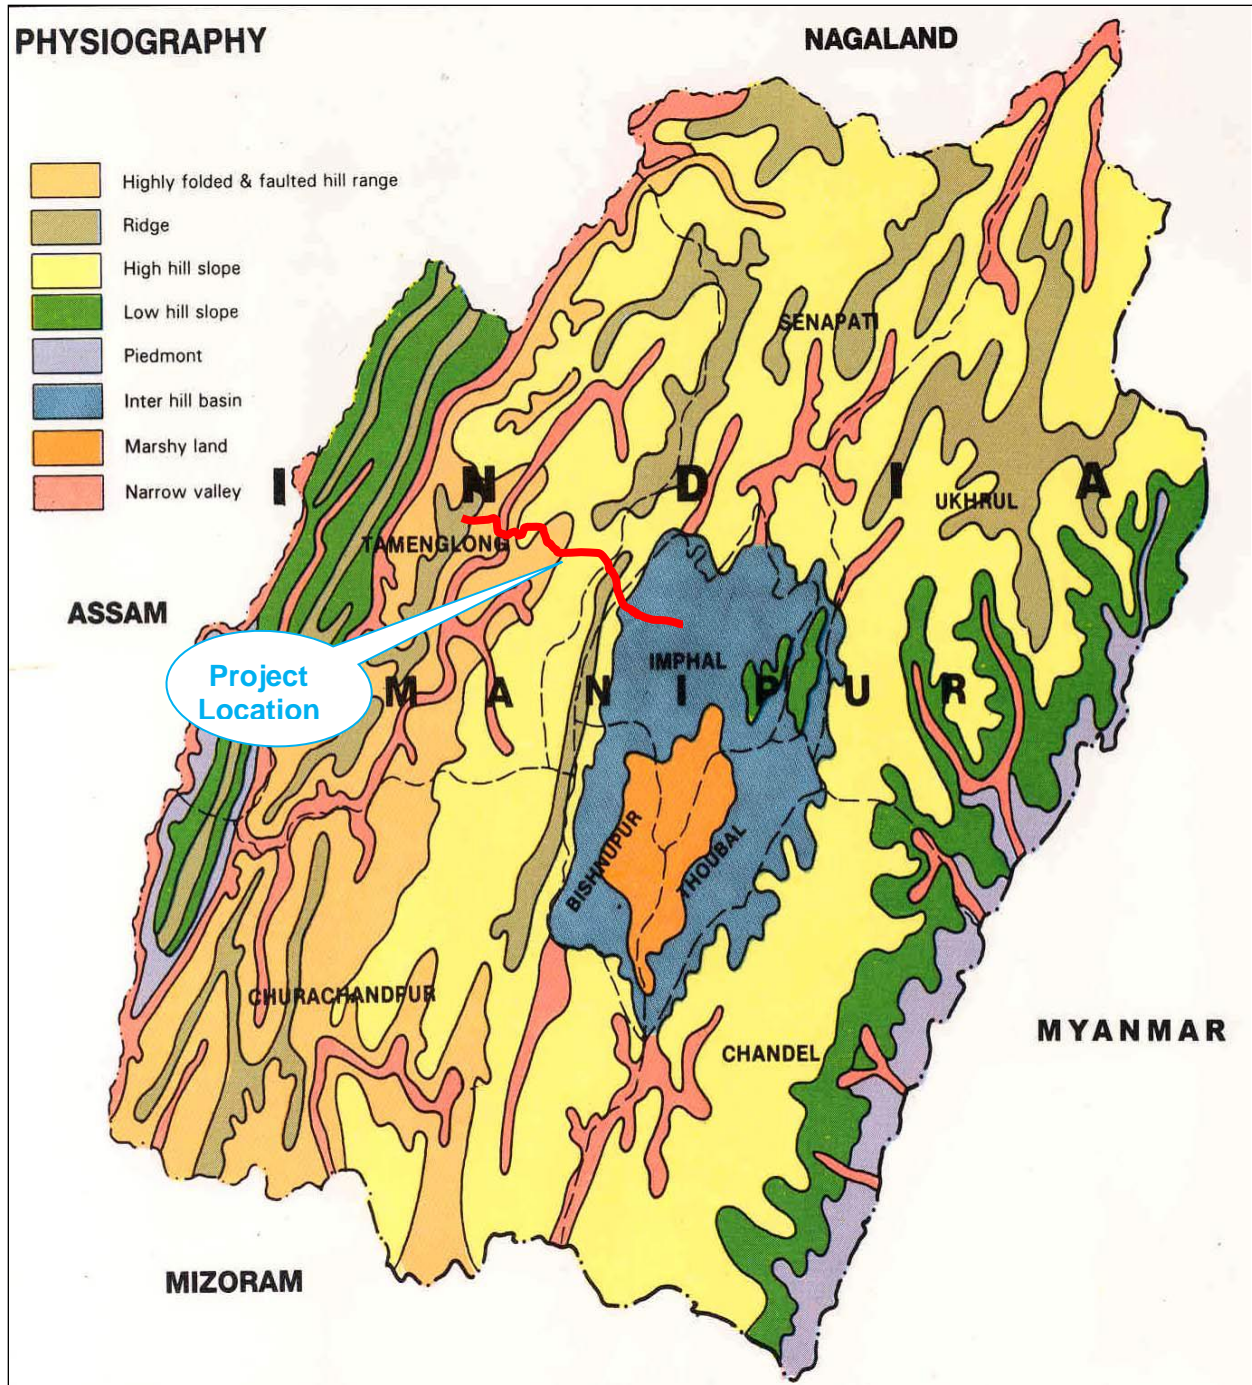 PHYSIOGRAPHY
NAGALAND
Highly folded & faulted hill range
Ridge
High hill slope
Low hill slope
Piedmont
Inter hill basin
Marshy land
Narrow valley
SENAPATI
I N D I A
UKHRUL
TAMENGLONG
ASSAM
IMPHAL
Project
Location
M A N I P U R
BISHNUPUR
THOUBAL
CHURACHANDPUR
CHANDEL
MYANMAR
MIZORAM